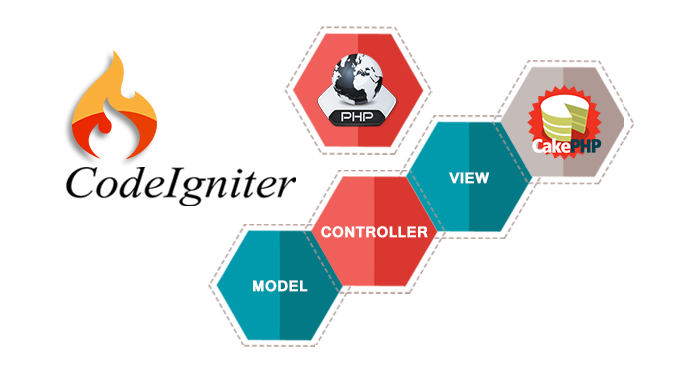 PHP
CakePHP
CodeIgniter
VIEW
CONTROLLER
MODEL